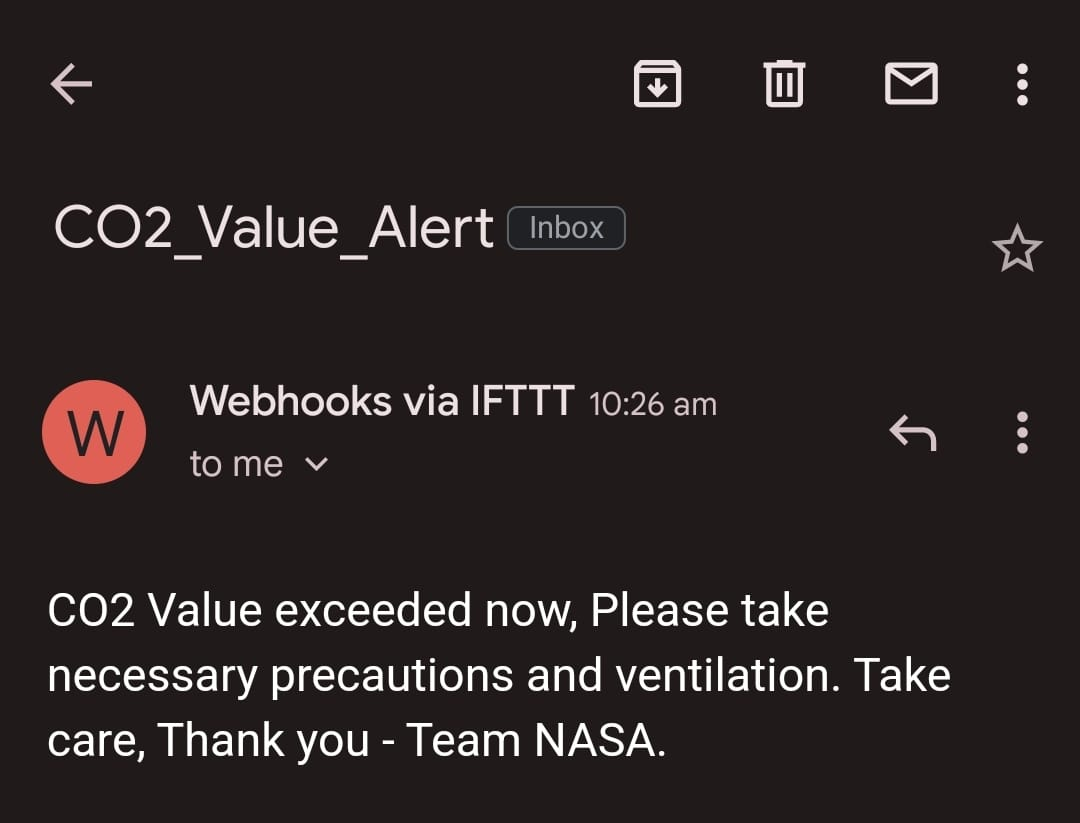 CO2_Value_Alert Inbox
W
Webhooks via IFTTT 10:26 am
to me
CO2 Value exceeded now, Please take
necessary precautions and ventilation. Take
care, Thank you - Team NASA.